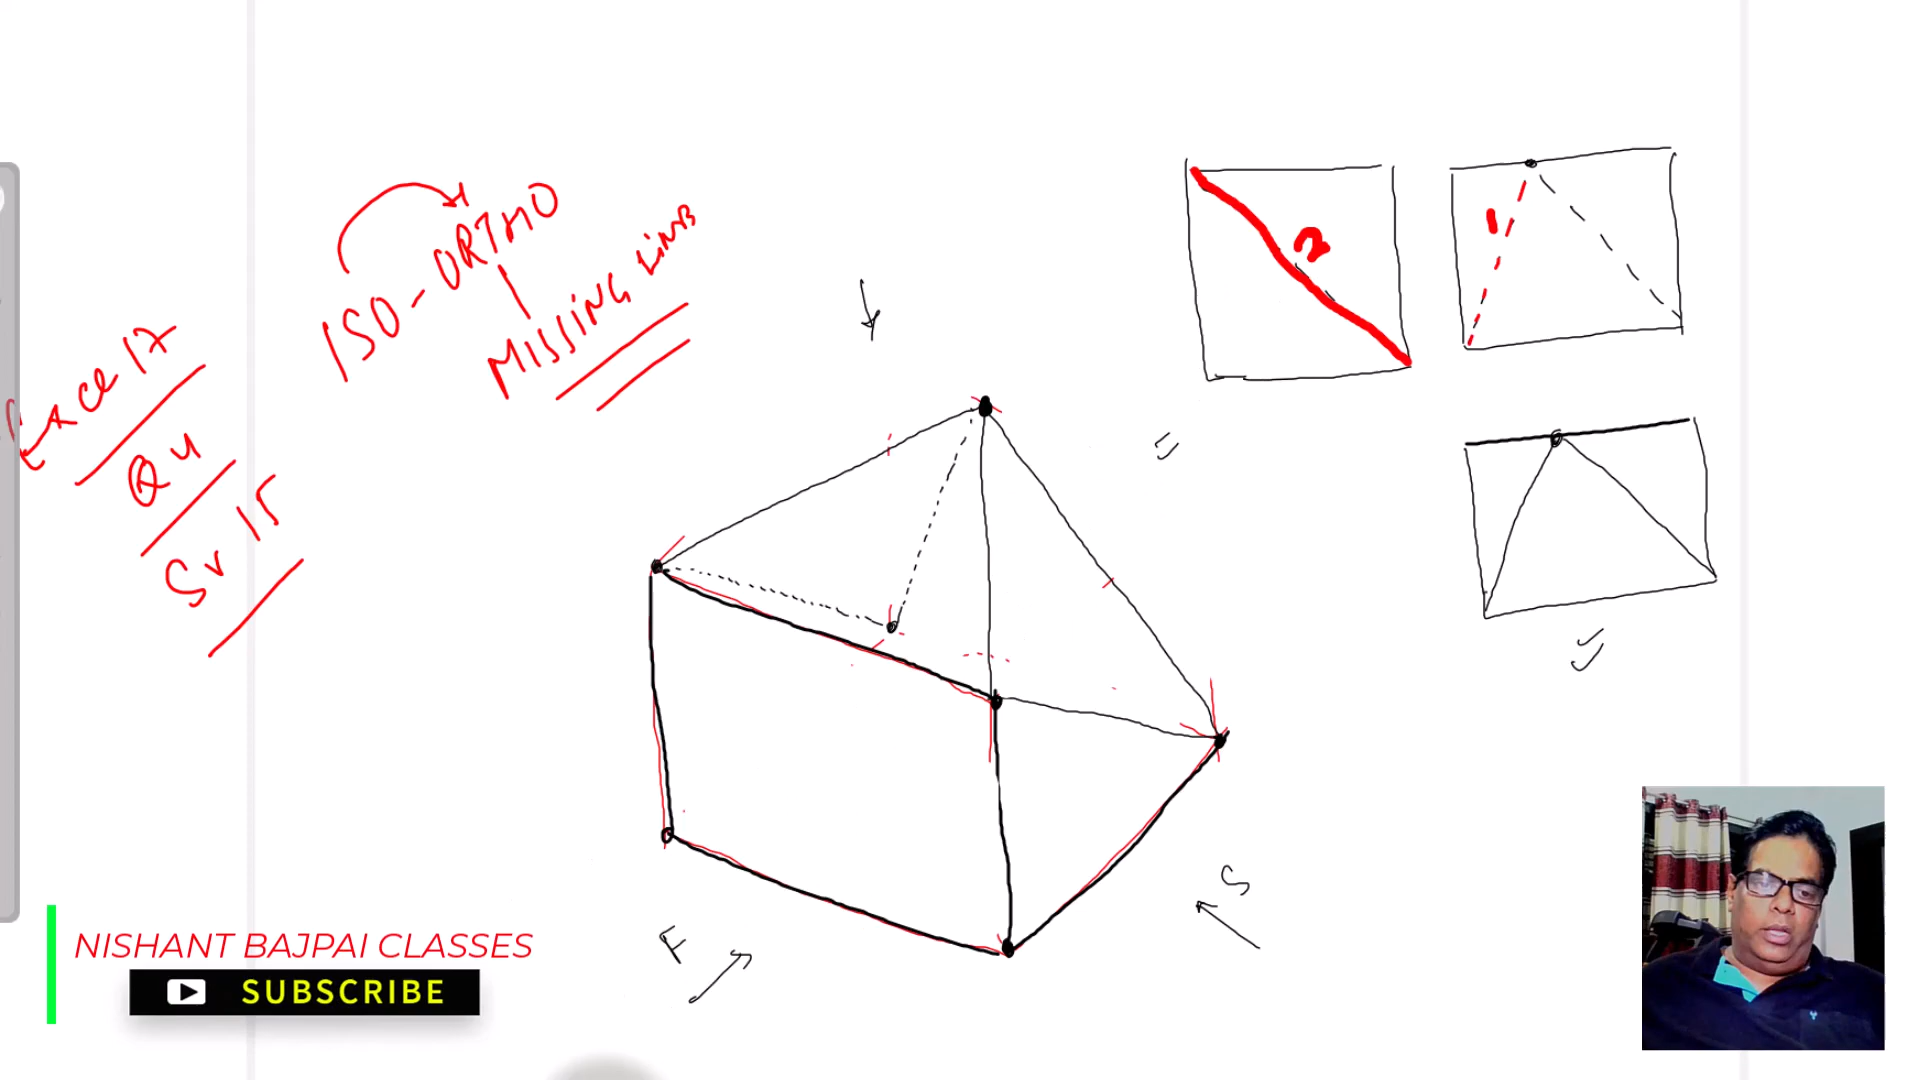 ISO-ORTHO
MISSING LINE
Exce 17
Q4
Sr 15
2
1
F
S
NISHANT BAJPAI CLASSES
SUBSCRIBE